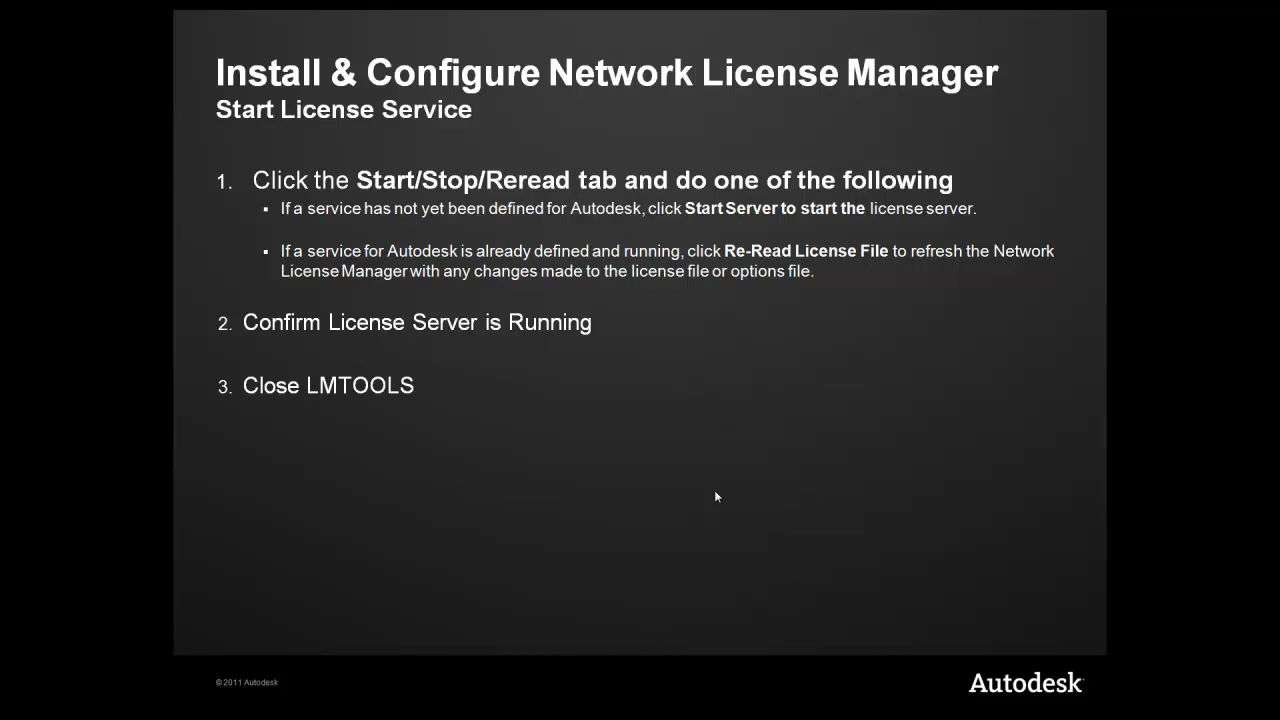 Install & Configure Network License Manager
Start License Service
1. Click the Start/Stop/Reread tab and do one of the following
▪ If a service has not yet been defined for Autodesk, click Start Server to start the license server.
▪ If a service for Autodesk is already defined and running, click Re-Read License File to refresh the Network
License Manager with any changes made to the license file or options file.
2. Confirm License Server is Running
3. Close LMTOOLS
© 2011 Autodesk
Autodesk